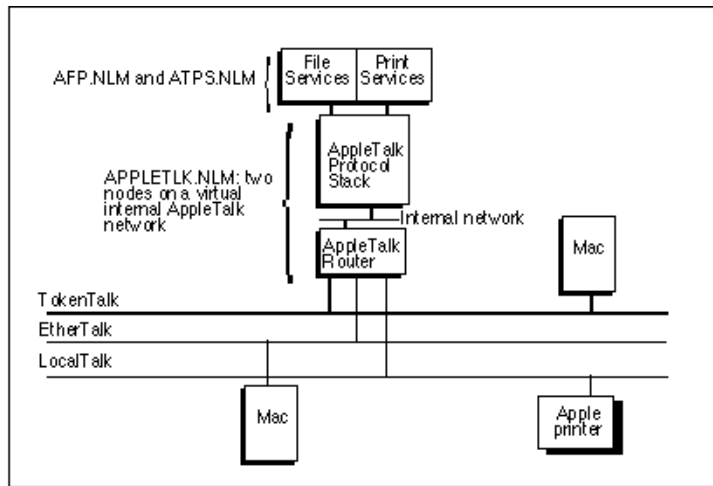 File
Services
Print
Services
AFP.NLM and ATPS.NLM
AppleTalk
Protocol
Stack
APPLETLK.NLM: two
nodes on a virtual
internal AppleTalk
network
Internal network
AppleTalk
Router
Mac
TokenTalk
EtherTalk
LocalTalk
Mac
Apple
printer